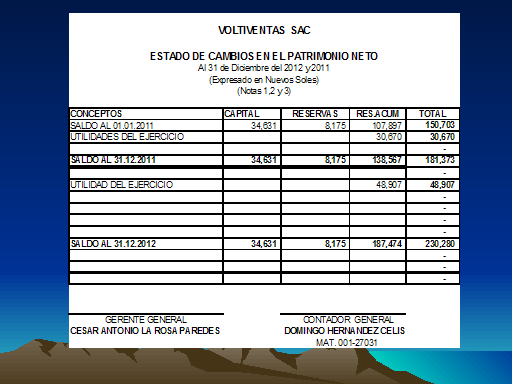 VOLTIVENTAS SAC
ESTADO DE CAMBIOS EN EL PATRIMONIO NETO
Al 31 de Diciembre del 2012 y 2011
(Expresado en Nuevos Soles)
(Notas 1,2 y 3)
CONCEPTOS CAPITAL RESERVAS RES.ACUM TOTAL
SALDO AL 01.01.2011 34,631 8,175 107,897 150,703
UTILIDADES DEL EJERCICIO 30,670 30,670
-
SALDO AL 31.12.2011 34,631 8,175 138,567 181,373
-
UTILIDAD DEL EJERCICIO 48,907 48,907
-
-
-
-
SALDO AL 31.12.2012 34,631 8,175 187,474 230,280
-
-
-
GERENTE GENERAL CONTADOR GENERAL
CESAR ANTONIO LA ROSA PAREDES DOMINGO HERNANDEZ CELIS
MAT. 001-27031